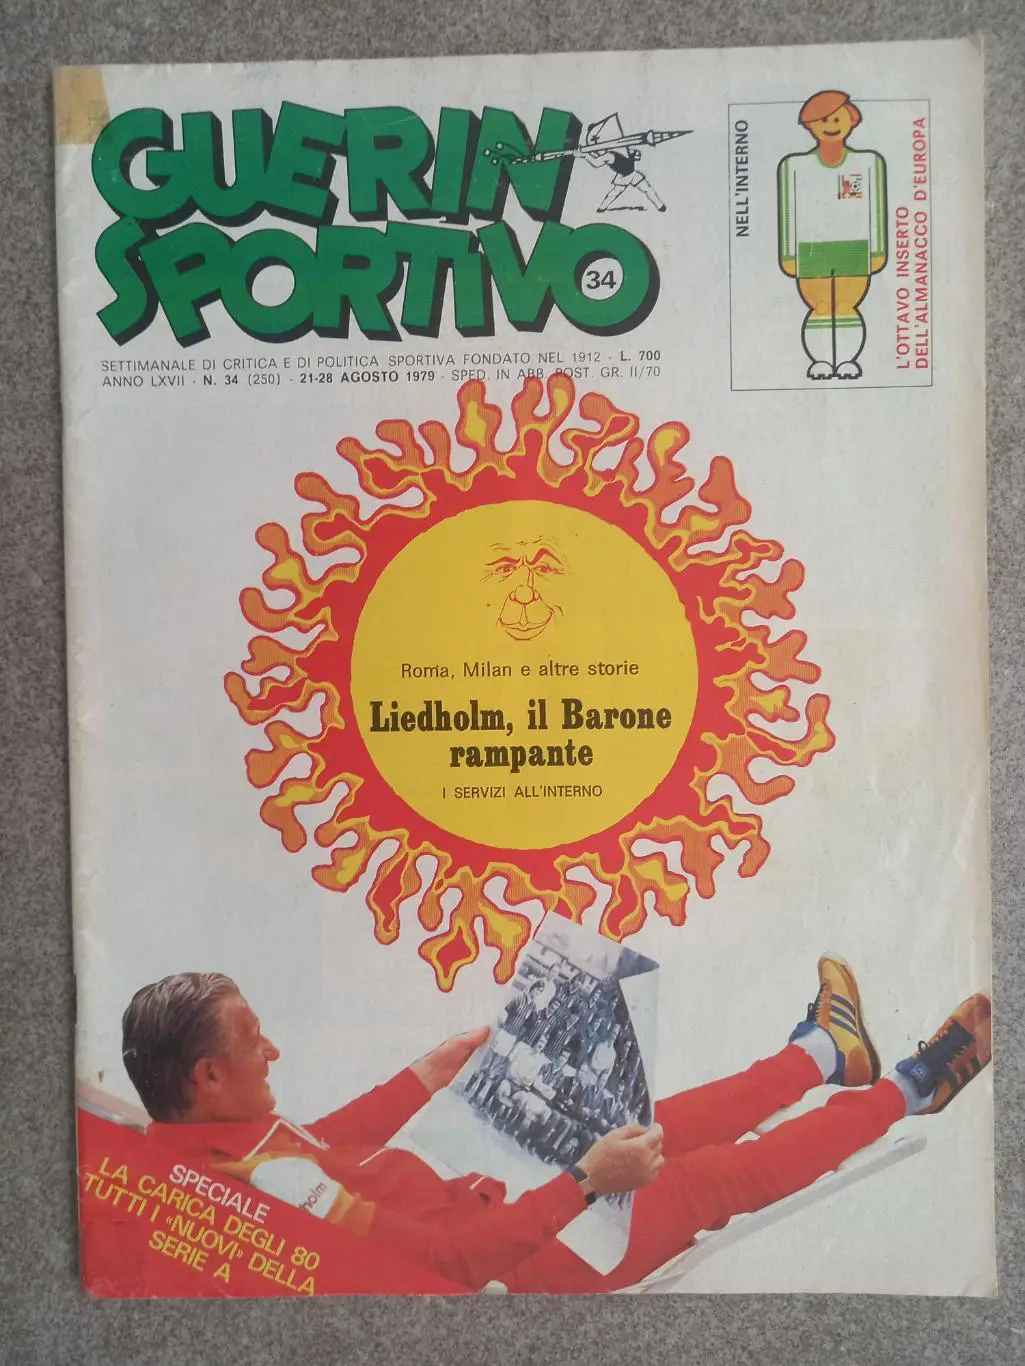 GUERIN
SPORTIVO
34
SETTIMANALE DI CRITICA E DI POLITICA SPORTIVA FONDATO NEL 1912 - L. 700
ANNO LXVII - N. 34 (250) - 21-28 AGOSTO 1979 - SPED. IN ABB. POST. GR. II/70
NELL'INTERNO
L'OTTAVO INSERTO
DELL'ALMANACCO D'EUROPA
Roma, Milan e altre storie
Liedholm, il Barone
rampante
I SERVIZI ALL'INTERNO
holm
SPECIALE
LA CARICA DEGLI 80
TUTTI I «NUOVI» DELLA
SERIE A